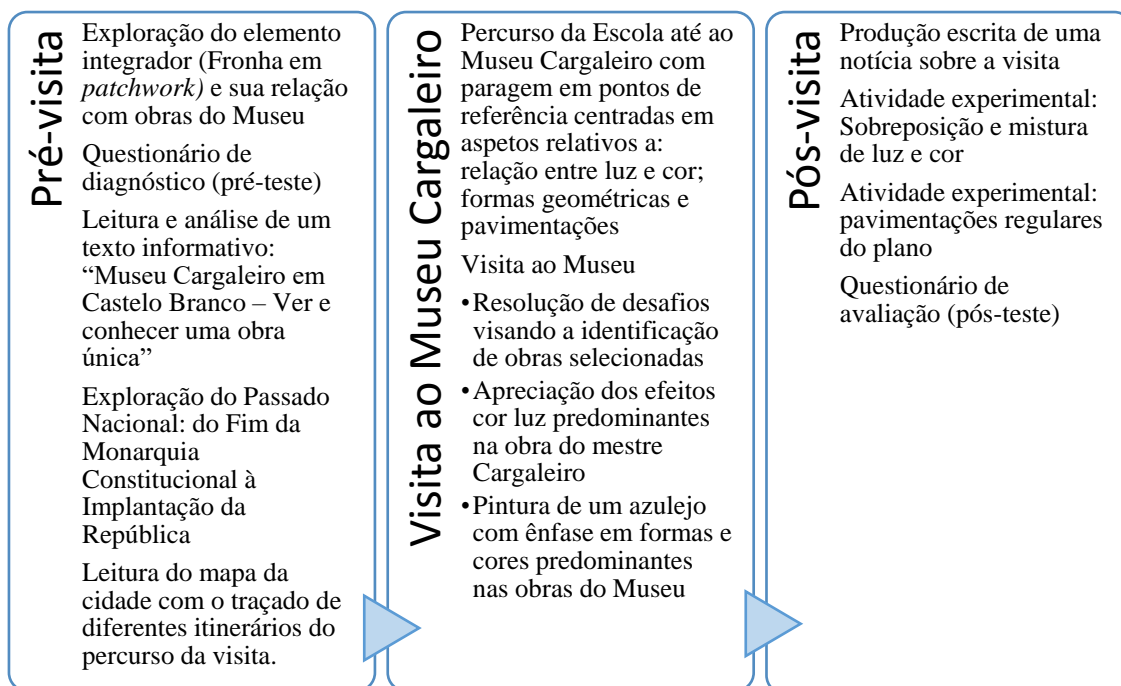 Pré-visita
Exploração do elemento
integrador (Fronha em
patchwork) e sua relação
com obras do Museu
Questionário de
diagnóstico (pré-teste)
Leitura e análise de um
texto informativo:
“Museu Cargaleiro em
Castelo Branco – Ver e
conhecer uma obra
única”
Exploração do Passado
Nacional: do Fim da
Monarquia
Constitucional à
Implantação da
República
Leitura do mapa da
cidade com o traçado de
diferentes itinerários do
percurso da visita.
Visita ao Museu Cargaleiro
Percurso da Escola até ao
Museu Cargaleiro com
paragem em pontos de
referência centradas em
aspetos relativos a:
relação entre luz e cor;
formas geométricas e
pavimentações
Visita ao Museu
•Resolução de desafios
visando a identificação
de obras selecionadas
•Apreciação dos efeitos
cor luz predominantes
na obra do mestre
Cargaleiro
•Pintura de um azulejo
com ênfase em formas e
cores predominantes
nas obras do Museu
Pós-visita
Produção escrita de uma
notícia sobre a visita
Atividade experimental:
Sobreposição e mistura
de luz e cor
Atividade experimental:
pavimentações regulares
do plano
Questionário de
avaliação (pós-teste)